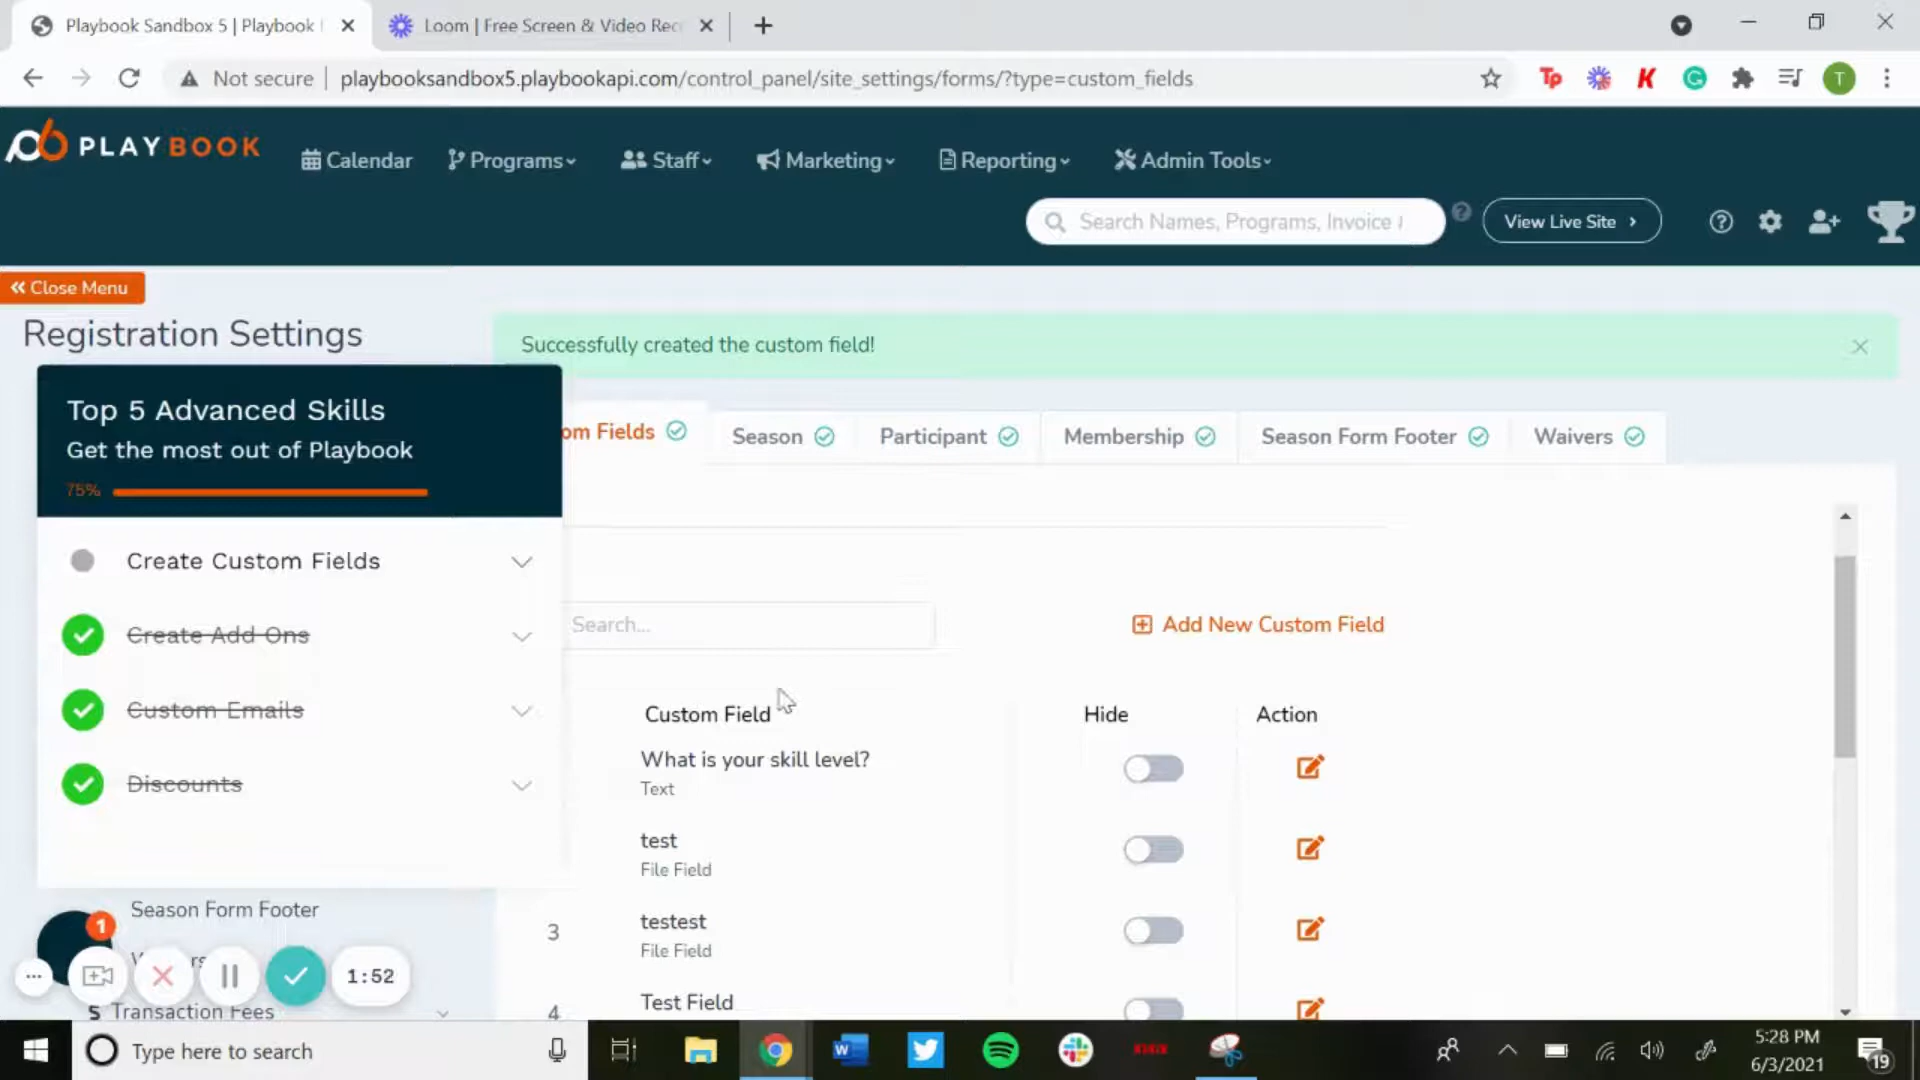 Playbook Sandbox 5 | Playbook
Loom | Free Screen & Video Rec
Not secure
playbooksandbox5.playbookapi.com/control_panel/site_settings/forms/?type=custom_fields
Tp
K
T
PLAYBOOK
Calendar
Programs
Staff
Marketing
Reporting
Admin Tools
Search Names, Programs, Invoice
View Live Site
Close Menu
Registration Settings
Successfully created the custom field!
Top 5 Advanced Skills
Get the most out of Playbook
75%
om Fields
Season
Participant
Membership
Season Form Footer
Waivers
Create Custom Fields
Create Add Ons
Custom Emails
Discounts
Search...
Add New Custom Field
Custom Field
Hide
Action
What is your skill level?
Text
test
File Field
3
testest
File Field
4
Test Field
Season Form Footer
1
1:52
Transaction Fees
Type here to search
5:28 PM
6/3/2021
19